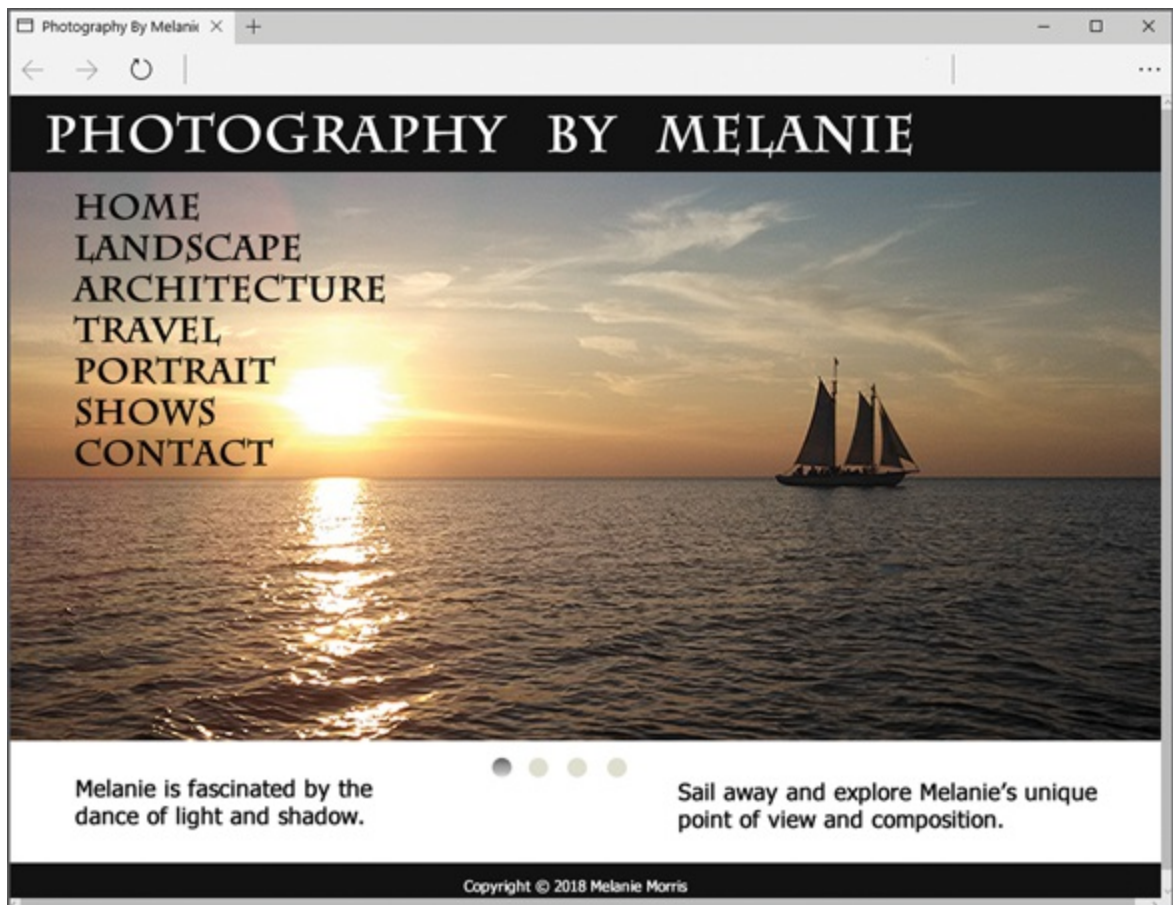 Photography By Melani
PHOTOGRAPHY BY MELANIE
HOME
LANDSCAPE
ARCHITECTURE
TRAVEL
PORTRAIT
SHOWS
CONTACT
Melanie is fascinated by the
dance of light and shadow.
Sail away and explore Melanie’s unique
point of view and composition.
Copyright © 2018 Melanie Morris